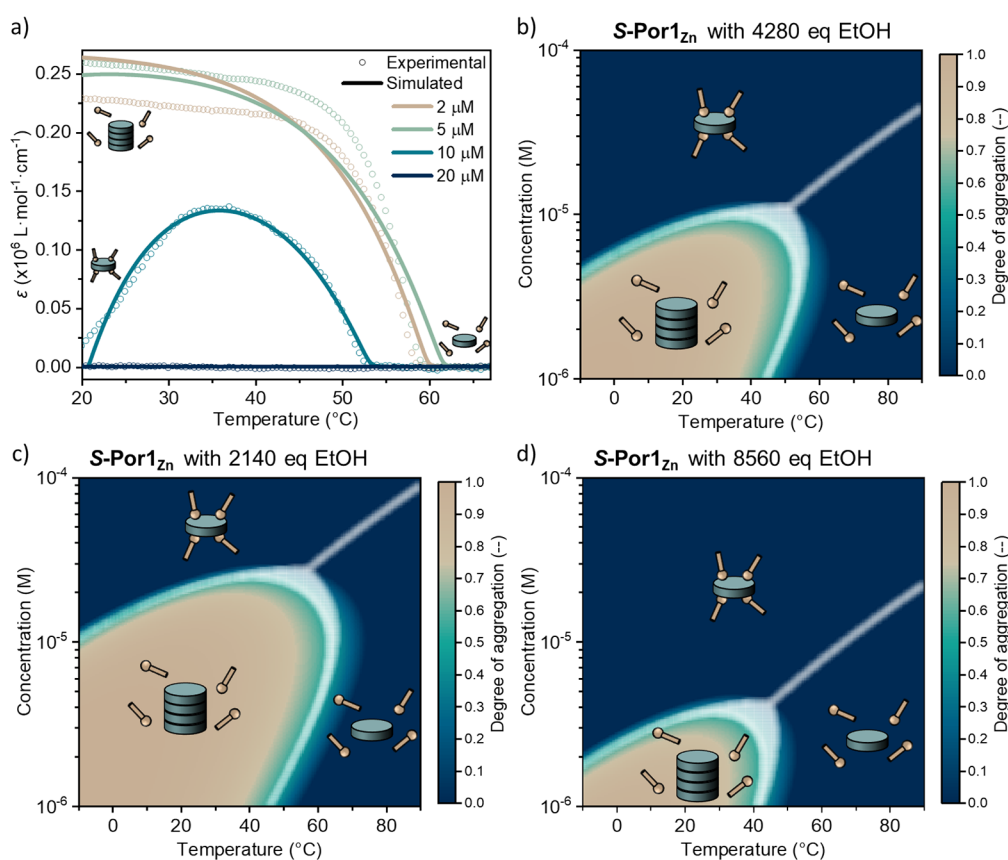 a)
ε (x10⁶ L·mol⁻¹·cm⁻¹)
0.25
0.20
0.15
0.10
0.05
0.00
20
30
40
50
60
Temperature (°C)
Experimental
Simulated
2 μM
5 μM
10 μM
20 μM
b)
S-Por1Zn with 4280 eq EtOH
Concentration (M)
10⁻⁴
10⁻⁵
10⁻⁶
0
20
40
60
80
Temperature (°C)
1.0
0.9
0.8
0.7
0.6
0.5
0.4
0.3
0.2
0.1
0.0
Degree of aggregation (--)
c)
S-Por1Zn with 2140 eq EtOH
Concentration (M)
10⁻⁴
10⁻⁵
10⁻⁶
0
20
40
60
80
Temperature (°C)
1.0
0.9
0.8
0.7
0.6
0.5
0.4
0.3
0.2
0.1
0.0
Degree of aggregation (--)
d)
S-Por1Zn with 8560 eq EtOH
Concentration (M)
10⁻⁴
10⁻⁵
10⁻⁶
0
20
40
60
80
Temperature (°C)
1.0
0.9
0.8
0.7
0.6
0.5
0.4
0.3
0.2
0.1
0.0
Degree of aggregation (--)